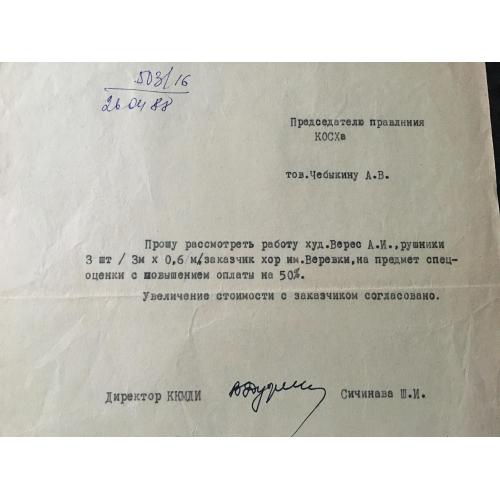 503/16
26 04 88
Председателю правлния
КОСХа
тов.Чебыкину А.В.
Прошу рассмотреть работу худ.Верес А.И.,рушники
3 шт / 3м х 0,6 м/заказчик хор им.Веревки,на предмет спец-
оценки с повышением оплаты на 50%.
Увеличение стоимости с заказчиком согласовано.
Директор ККМДИ Сичинава Ш.И.